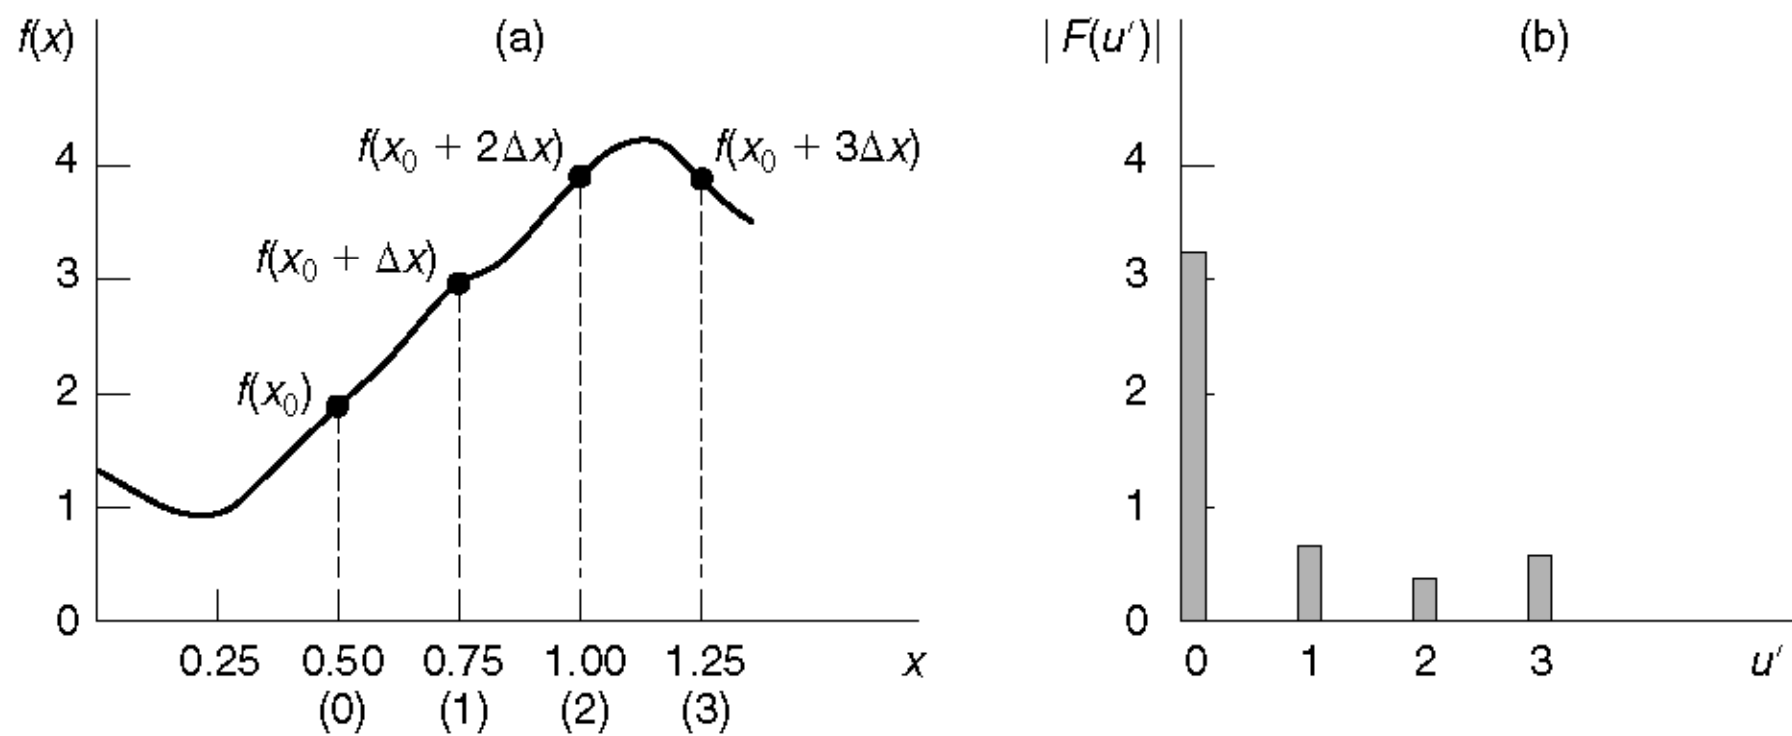 f(x)
(a)
f(x₀ + 2Δx)
f(x₀ + 3Δx)
4
f(x₀ + Δx)
3
f(x₀)
2
1
0
0.25 0.50 0.75 1.00 1.25 x
(0) (1) (2) (3)
| F(u′)|
(b)
4
3
2
1
0
0 1 2 3 u′